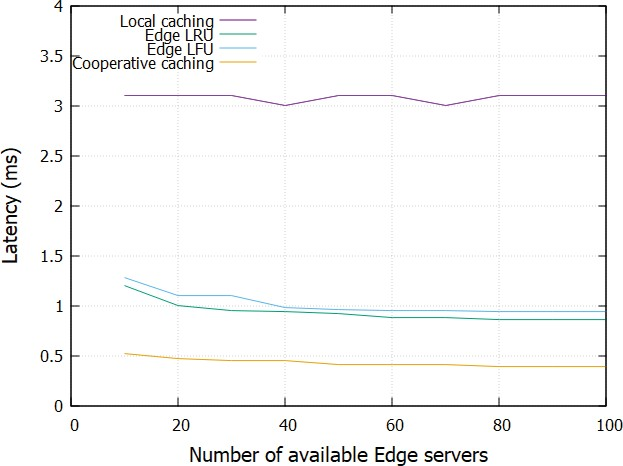 4
3.5
3
2.5
2
1.5
1
0.5
0
Latency (ms)
Local caching
Edge LRU
Edge LFU
Cooperative caching
0 20 40 60 80 100
Number of available Edge servers